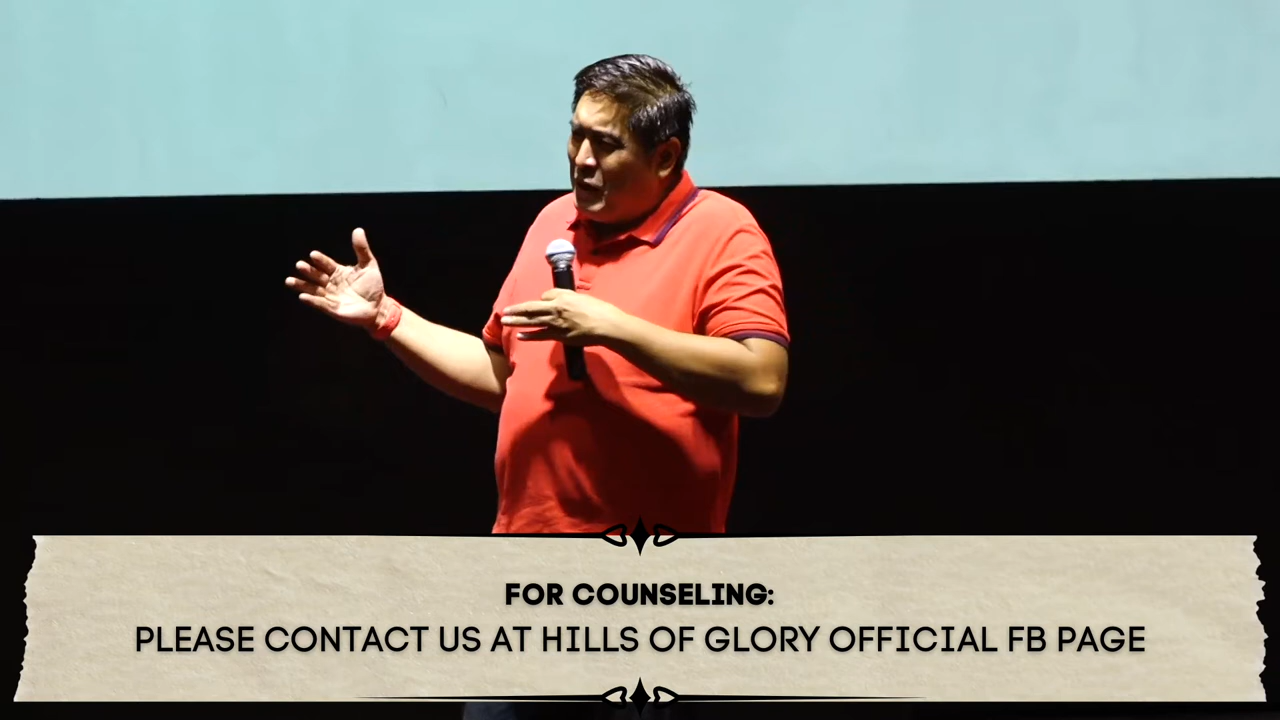 FOR COUNSELING:
PLEASE CONTACT US AT HILLS OF GLORY OFFICIAL FB PAGE